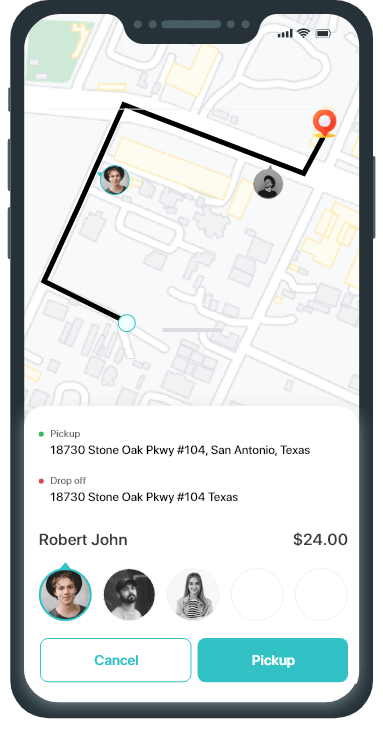 Pickup
18730 Stone Oak Pkwy #104, San Antonio, Texas
Drop off
18730 Stone Oak Pkwy #104 Texas
Robert John
$24.00
Cancel
Pickup